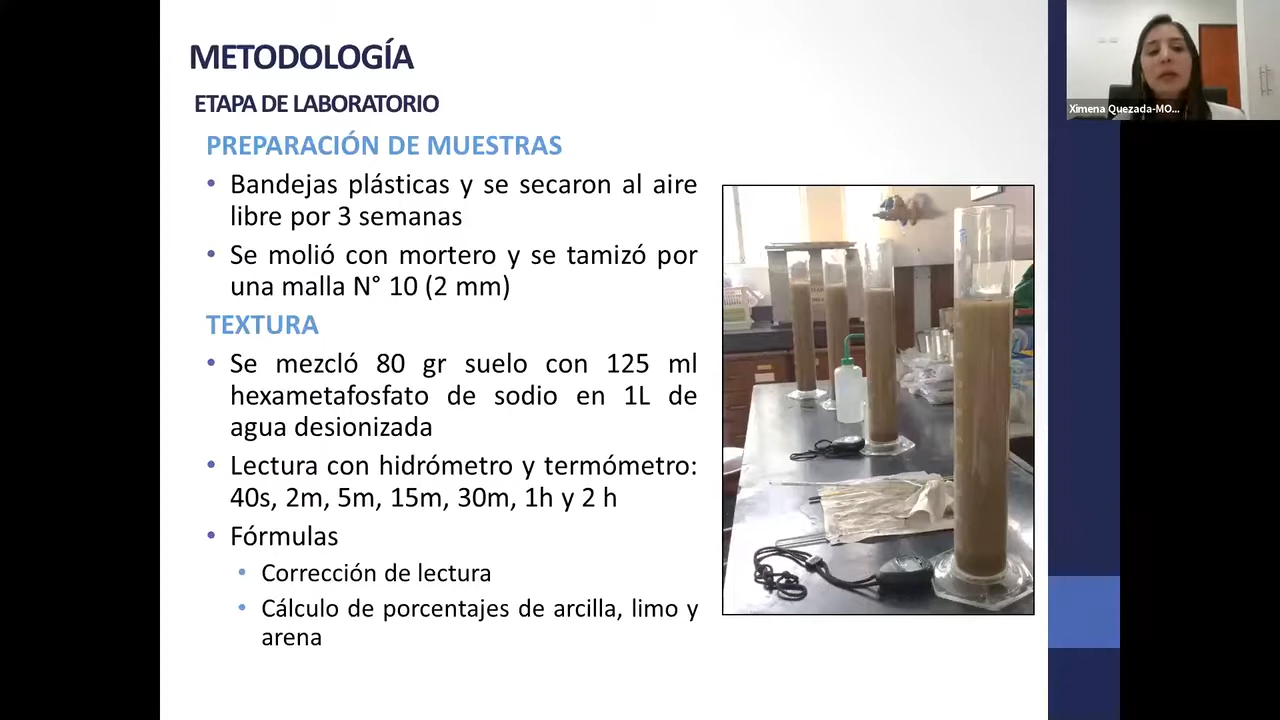 METODOLOGÍA
ETAPA DE LABORATORIO
PREPARACIÓN DE MUESTRAS
• Bandejas plásticas y se secaron al aire
libre por 3 semanas
• Se molió con mortero y se tamizó por
una malla N° 10 (2 mm)
TEXTURA
• Se mezcló 80 gr suelo con 125 ml
hexametafosfato de sodio en 1L de
agua desionizada
• Lectura con hidrómetro y termómetro:
40s, 2m, 5m, 15m, 30m, 1h y 2 h
• Fórmulas
• Corrección de lectura
• Cálculo de porcentajes de arcilla, limo y
arena
Ximena Quezada-MO...